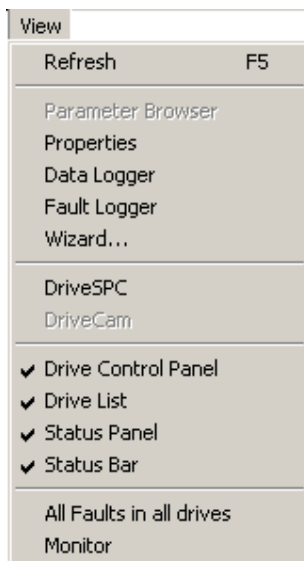 View
Refresh F5
Parameter Browser
Properties
Data Logger
Fault Logger
Wizard...
DriveSPC
DriveCam
Drive Control Panel
Drive List
Status Panel
Status Bar
All Faults in all drives
Monitor